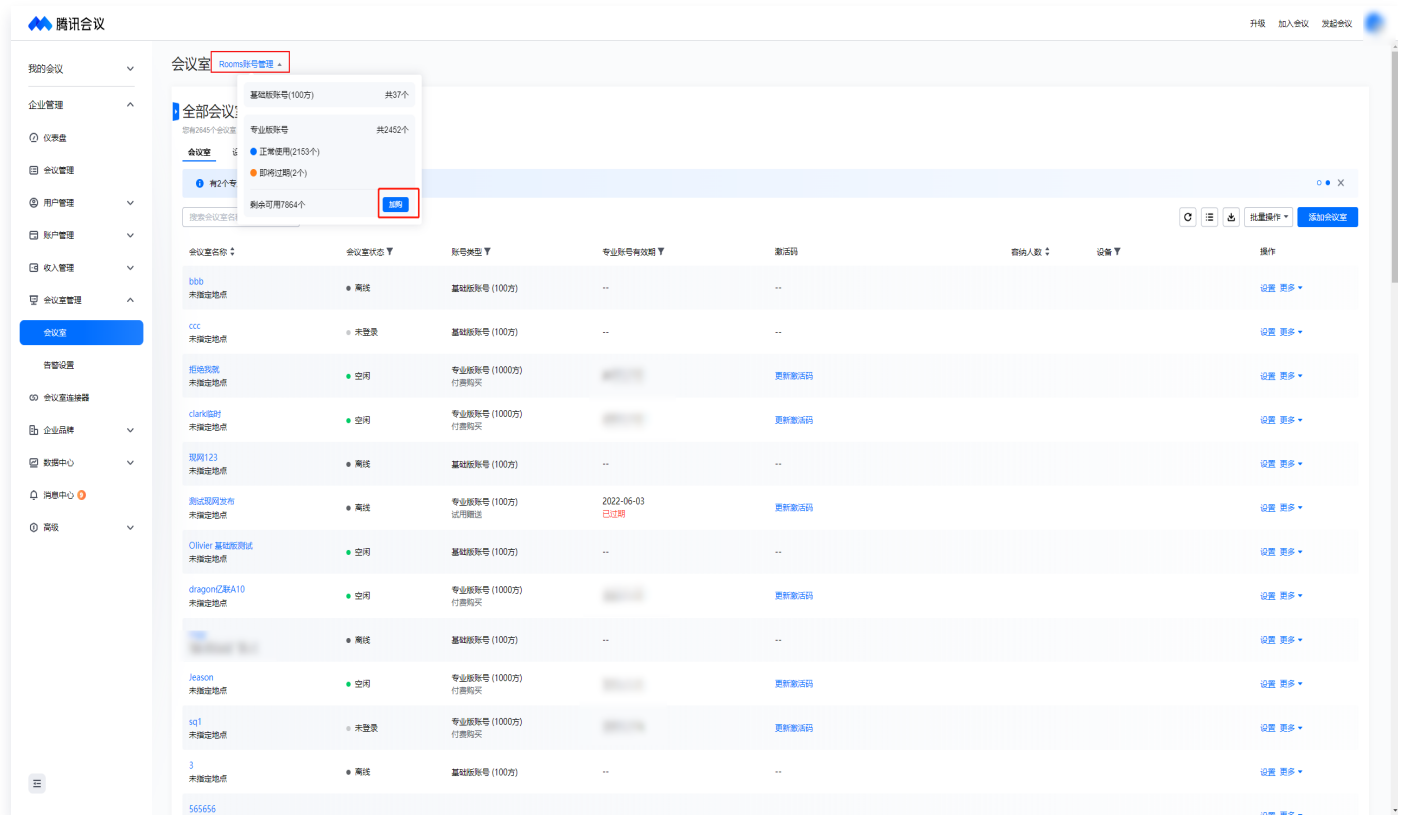 腾讯会议
升级 加入会议 发起会议
我的会议
企业管理
仪表盘
会议管理
用户管理
账户管理
收入管理
会议室管理
会议室
告警设置
会议室连接器
企业品牌
数据中心
消息中心
高级
会议室 Rooms账号管理
基础版账号(100方) 共37个
专业版账号 共2452个
正常使用(2153个)
即将过期(2个)
剩余可用7864个 加购
全部会议
您有2645个会议室
会议室
有2个专
搜索会议室名
批量操作 添加会议室
会议室名称 会议室状态 账号类型 专业账号有效期 激活码 容纳人数 设备 操作
bbb
未指定地点
离线 基础版账号 (100方) -- -- 设置 更多
ccc
未指定地点
未登录 基础版账号 (100方) -- -- 设置 更多
拒绝我就
未指定地点
空闲 专业版账号 (1000方)
付费购买
更新激活码 设置 更多
clark临时
未指定地点
空闲 专业版账号 (1000方)
付费购买
更新激活码 设置 更多
现网123
未指定地点
离线 基础版账号 (100方) -- -- 设置 更多
测试现网发布
未指定地点
离线 专业版账号 (100方)
试用赠送
2022-06-03
已过期
更新激活码 设置 更多
Olivier 基础版测试
未指定地点
空闲 基础版账号 (100方) -- -- 设置 更多
dragon亿联A10
未指定地点
空闲 专业版账号 (1000方)
付费购买
更新激活码 设置 更多
离线 基础版账号 (100方) -- -- 设置 更多
Jeason
未指定地点
空闲 专业版账号 (1000方)
付费购买
更新激活码 设置 更多
sq1
未指定地点
未登录 专业版账号 (1000方)
付费购买
更新激活码 设置 更多
3
未指定地点
离线 基础版账号 (100方) -- -- 设置 更多
565656